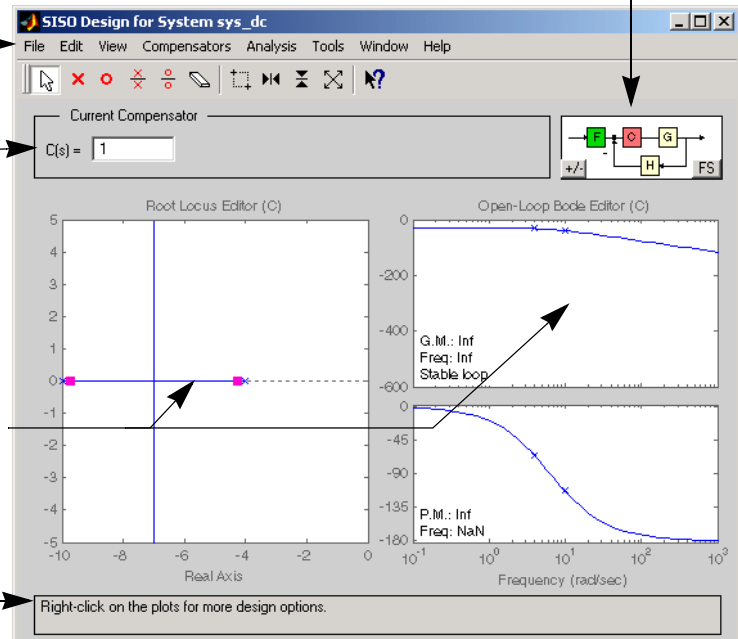 SISO Design for System sys_dc
File Edit View Compensators Analysis Tools Window Help
Current Compensator
C(s) = 1
F C G
H
+/- FS
Root Locus Editor (C)
5
4
3
2
1
0
-1
-2
-3
-4
-5
-10 -8 -6 -4 -2 0
Real Axis
Open-Loop Bode Editor (C)
0
-200
-400
-600
G.M.: Inf
Freq: Inf
Stable loop
0
-45
-90
-135
-180
P.M.: Inf
Freq: NaN
10^-1 10^0 10^1 10^2 10^3
Frequency (rad/sec)
Right-click on the plots for more design options.